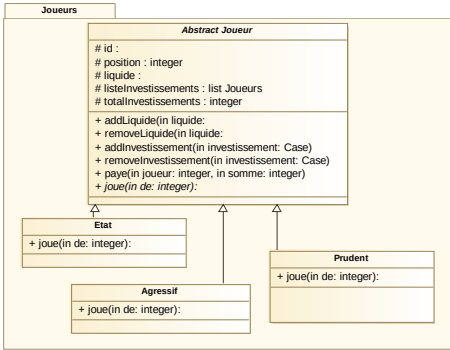 Joueurs
Abstract Joueur
# id :
# position : integer
# liquide :
# listeInvestissements : list Joueurs
# totalInvestissements : integer
+ addLiquide(in liquide:
+ removeLiquide(in liquide:
+ addInvestissement(in investissement: Case)
+ removeInvestissement(in investissement: Case)
+ paye(in joueur: integer, in somme: integer)
+ joue(in de: integer):
Etat
+ joue(in de: integer):
Prudent
+ joue(in de: integer):
Agressif
+ joue(in de: integer):